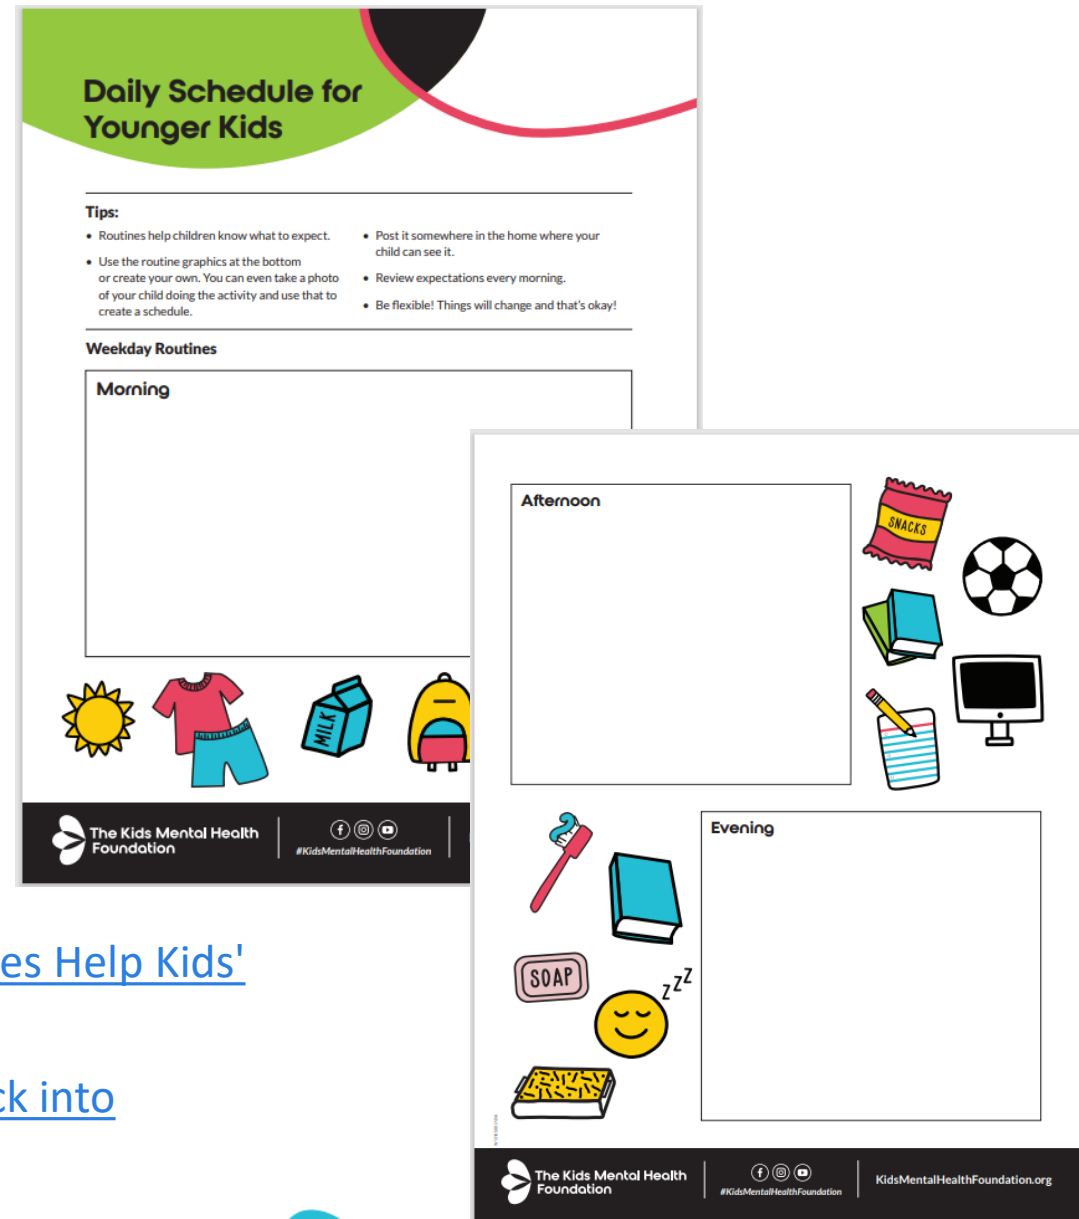 Daily Schedule for
Younger Kids
Tips:
• Routines help children know what to expect.
• Use the routine graphics at the bottom
or create your own. You can even take a photo
of your child doing the activity and use that to
create a schedule.
• Post it somewhere in the home where your
child can see it.
• Review expectations every morning.
• Be flexible! Things will change and that's okay!
Weekday Routines
Morning
MILK
The Kids Mental Health
Foundation
#KidsMentalHealthFoundation
Afternoon
SNACKS
Evening
SOAP
zzZ
The Kids Mental Health
Foundation
#KidsMentalHealthFoundation
KidsMentalHealthFoundation.org
es Help Kids'
ck into